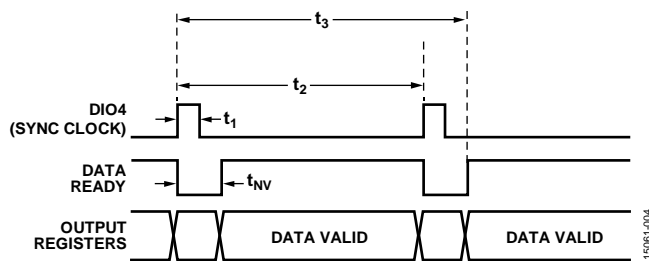 t3
t2
DIO4
(SYNC CLOCK)
t1
DATA
READY
tNV
OUTPUT
REGISTERS
DATA VALID
DATA VALID
15061-004